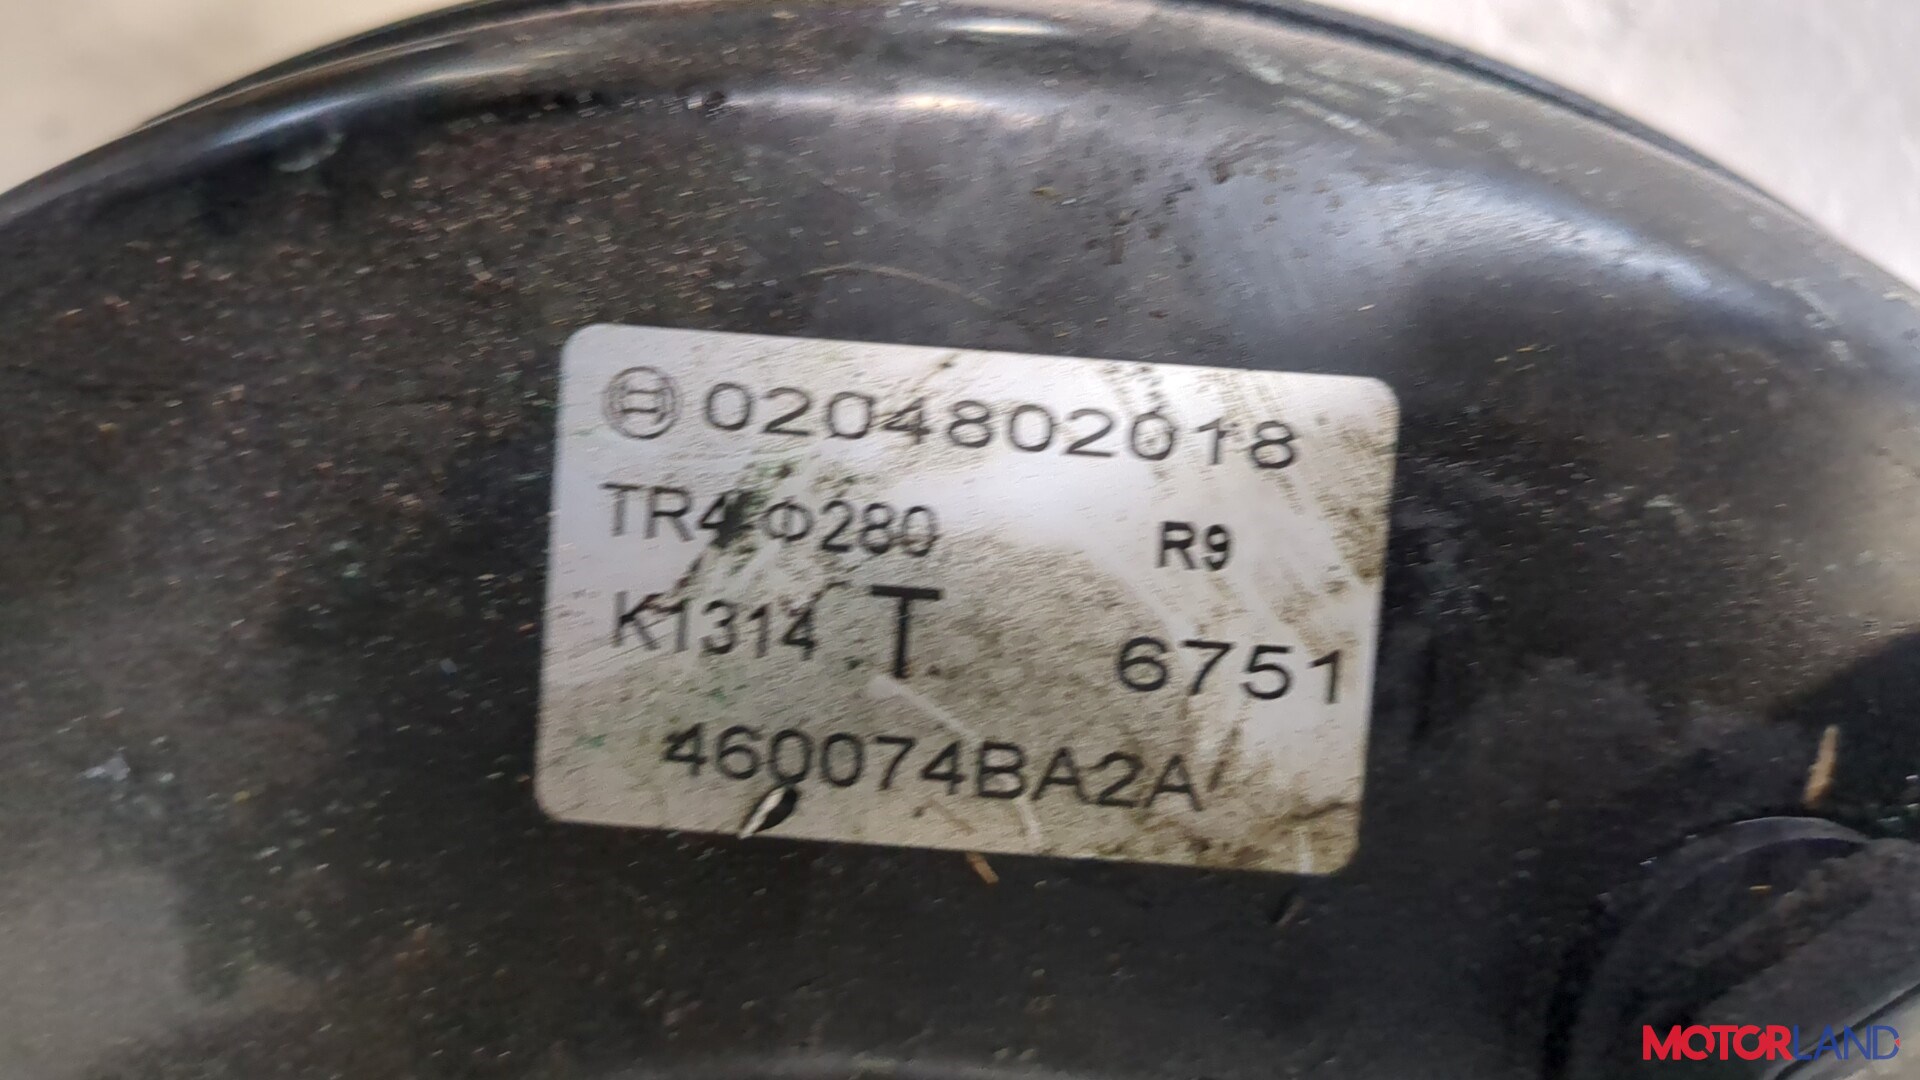 0204802018
TR4-Φ280 R9
K1314 T 6751
460074BA2A
MOTORLAND